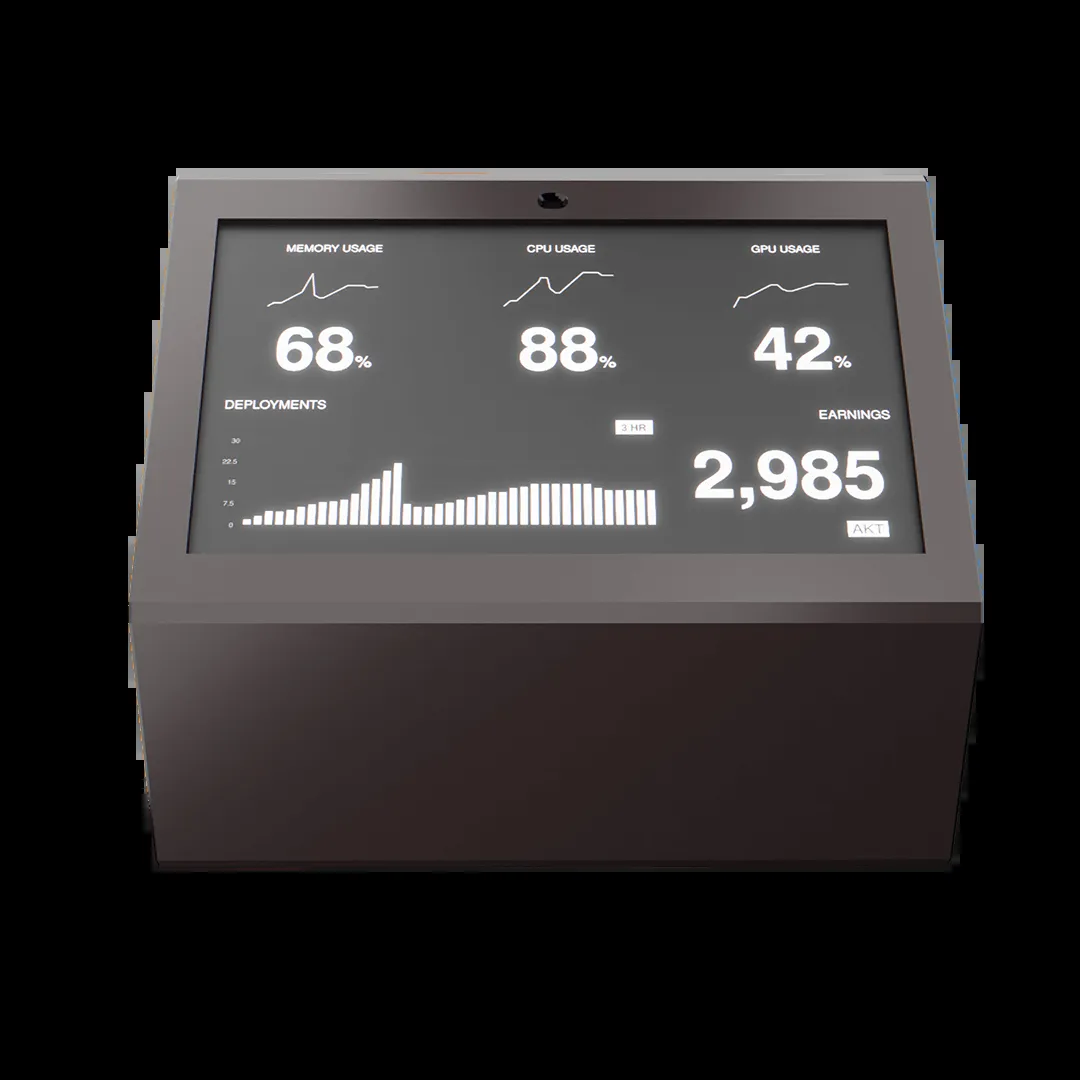 MEMORY USAGE
CPU USAGE
GPU USAGE
68%
88%
42%
DEPLOYMENTS
EARNINGS
3 HR
30
22.5
15
7.5
0
2,985
AKT